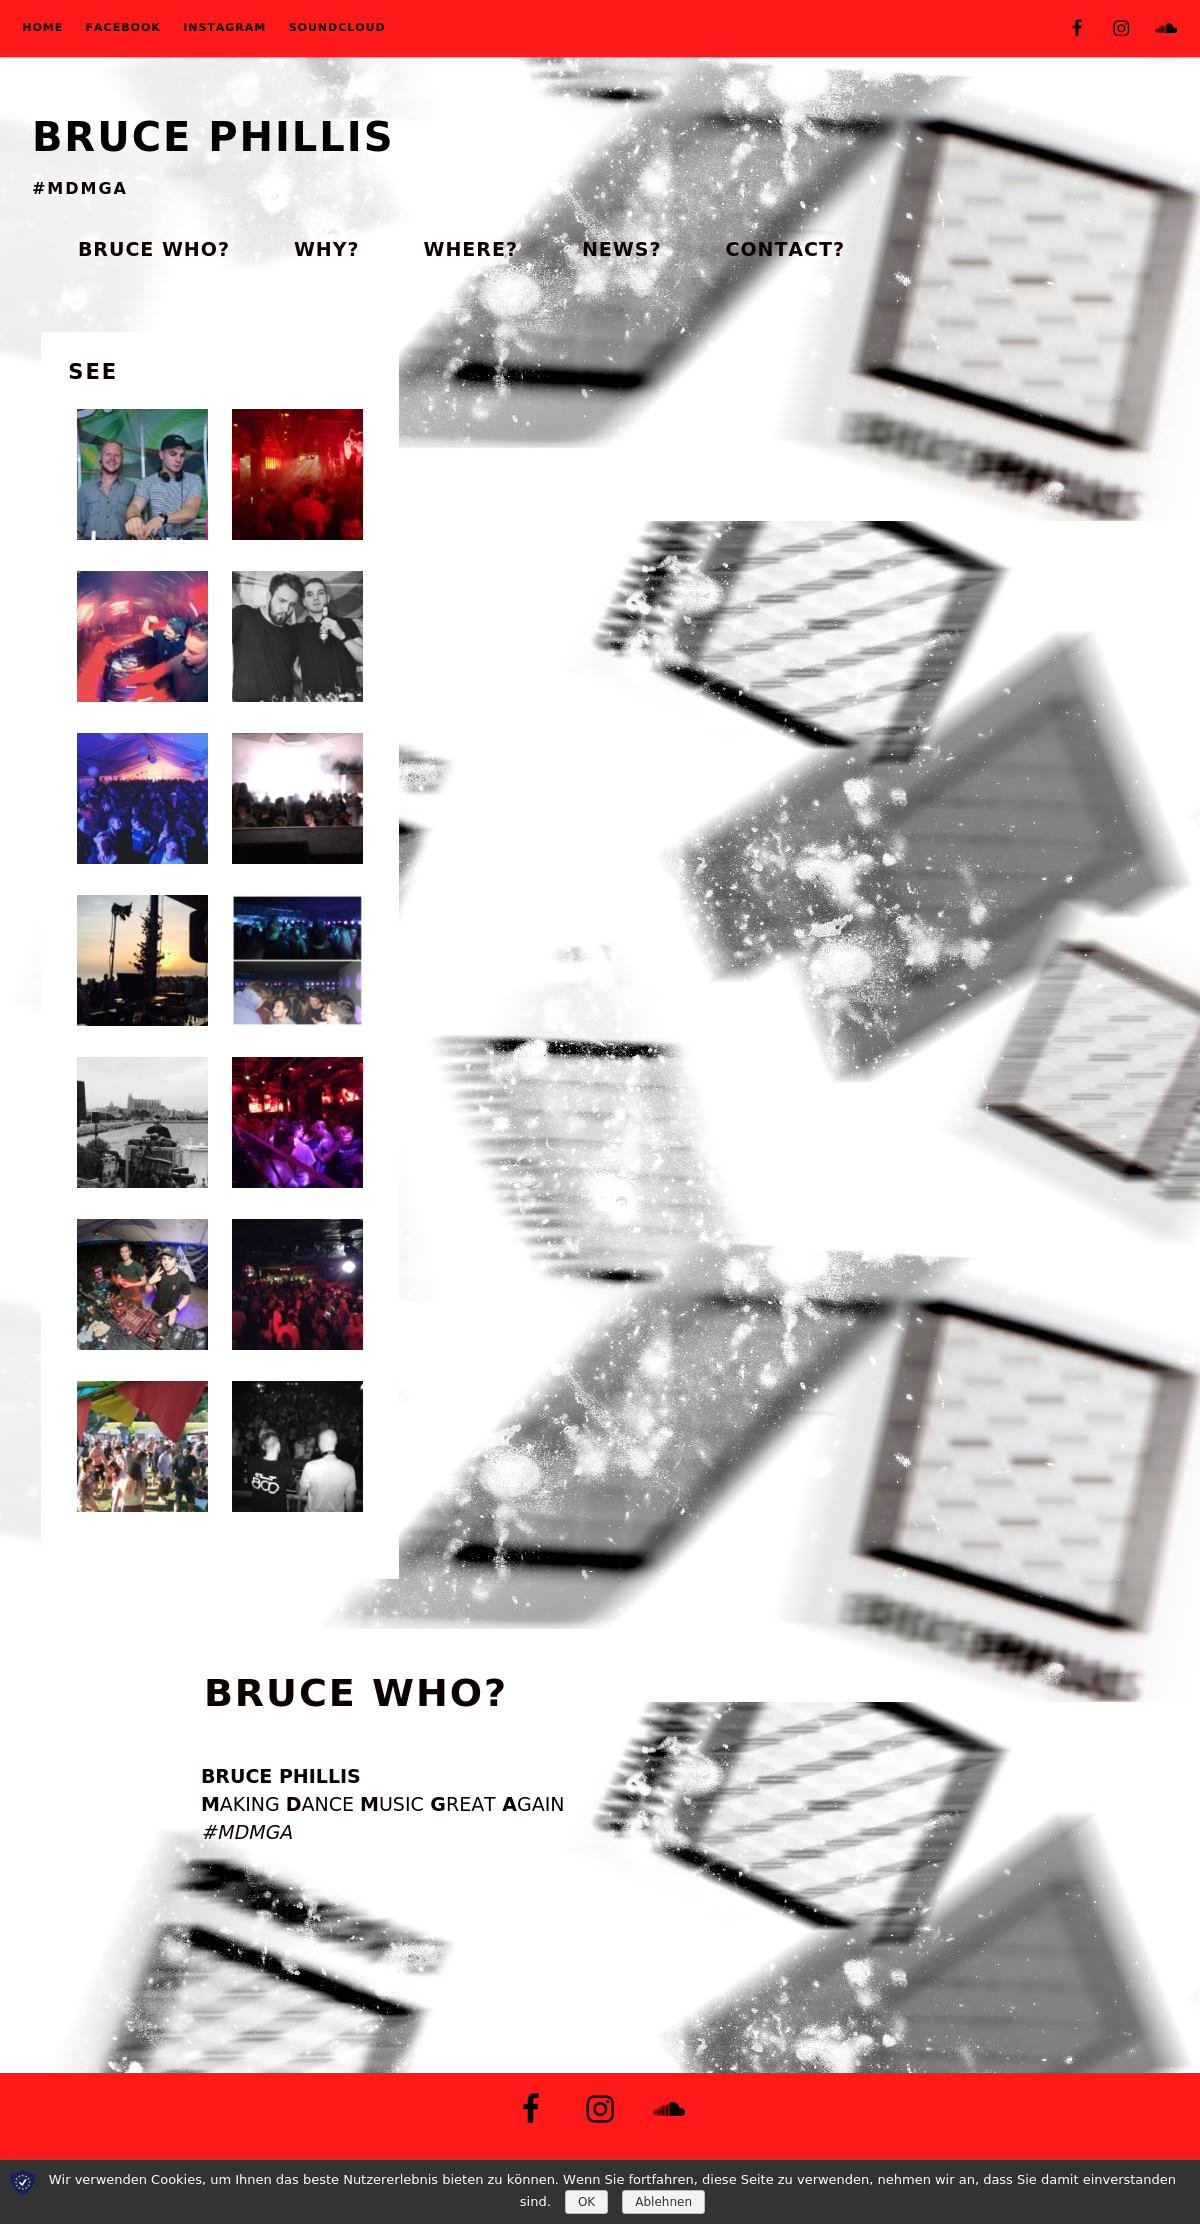 HOME FACEBOOK INSTAGRAM SOUNDCLOUD
BRUCE PHILLIS
#MDMGA
BRUCE WHO? WHY? WHERE? NEWS? CONTACT?
SEE
BRUCE WHO?
BRUCE PHILLIS
MAKING DANCE MUSIC GREAT AGAIN
#MDMGA
Wir verwenden Cookies, um Ihnen das beste Nutzererlebnis bieten zu können. Wenn Sie fortfahren, diese Seite zu verwenden, nehmen wir an, dass Sie damit einverstanden
sind. OK Ablehnen